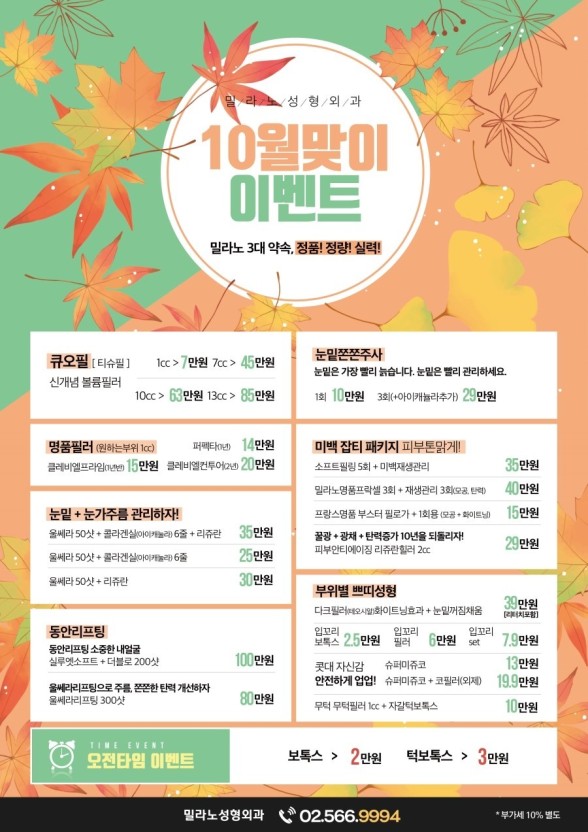 밀/라/노/성/형/외/과
10월맞이
이벤트
밀라노 3대 약속, 정품! 정량! 실력!
큐오필 [ 티슈필 ]
신개념 볼륨필러
1cc > 7만원 7cc > 45만원
10cc > 63만원 13cc > 85만원
명품필러 (원하는부위 1cc)
퍼펙타(1년) 14만원
클레비엘프라임(1년반) 15만원 클레비엘컨투어(2년) 20만원
눈밑 + 눈가주름 관리하자!
울쎄라 50샷 + 콜라겐실(아이캐놀라) 6줄 + 리쥬란 35만원
울쎄라 50샷 + 콜라겐실(아이캐놀라) 6줄 25만원
울쎄라 50샷 + 리쥬란 30만원
동안리프팅
동안리프팅 소중한 내얼굴
실루엣소프트 + 더블로 200샷 100만원
울쎄라리프팅으로 주름, 쫀쫀한 탄력 개선하자
울쎄라리프팅 300샷 80만원
눈밑쫀쫀주사
눈밑은 가장 빨리 늙습니다. 눈밑은 빨리 관리하세요.
1회 10만원 3회(+아이캐뉼라추가) 29만원
미백 잡티 패키지 피부톤맑게!
소프트필링 5회 + 미백재생관리 35만원
밀라노명품프락셀 3회 + 재생관리 3회(모공, 탄력) 40만원
프랑스명품 부스터 필로가 + 1회용 (모공 + 화이트닝) 15만원
꿀광 + 광채 + 탄력증가 10년을 되돌리자!
피부안티에이징 리쥬란힐러 2cc 29만원
부위별 쁘띠성형
다크필러(테오시알)화이트닝효과 + 눈밑꺼짐채움 39만원
[리터치포함]
입꼬리 보톡스 2.5만원 입꼬리 필러 6만원 입꼬리 set 7.9만원
콧대 자신감 슈퍼미쥬코 13만원
안전하게 업업! 슈퍼미쥬코 + 코필러(외제) 19.9만원
무턱 무턱필러 1cc + 자갈턱보톡스 10만원
TIME EVENT
오전타임 이벤트
보톡스 > 2만원 턱보톡스 > 3만원
밀라노성형외과 02.566.9994
* 부가세 10% 별도